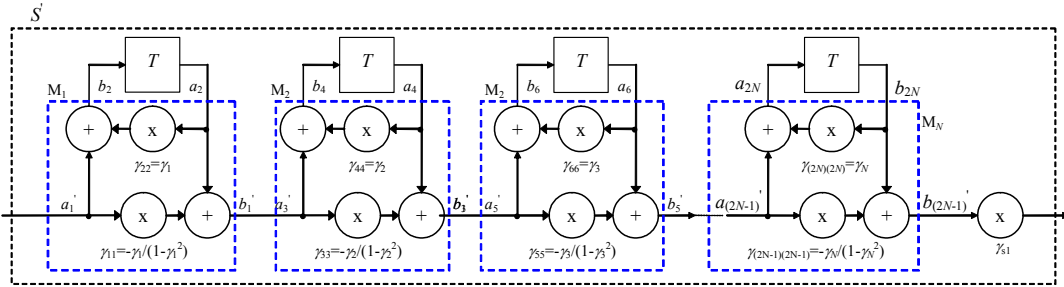 S'
T T T T
M₁ b₂ a₂ M₂ b₄ a₄ M₂ b₆ a₆ a₂N b₂N M_N
+ x + x + x + x
γ₂₂=γ₁ γ₄₄=γ₂ γ₆₆=γ₃ γ(2N)(2N)=γN
a₁' x + b₁' a₃' x + b₃' a₅' x + b₅' a(2N-1)' x + b(2N-1)' x
γ₁₁=-γ₁/(1-γ₁²) γ₃₃=-γ₂/(1-γ₂²) γ₅₅=-γ₃/(1-γ₃²) γ(2N-1)(2N-1)=-γN/(1-γN²) γs1